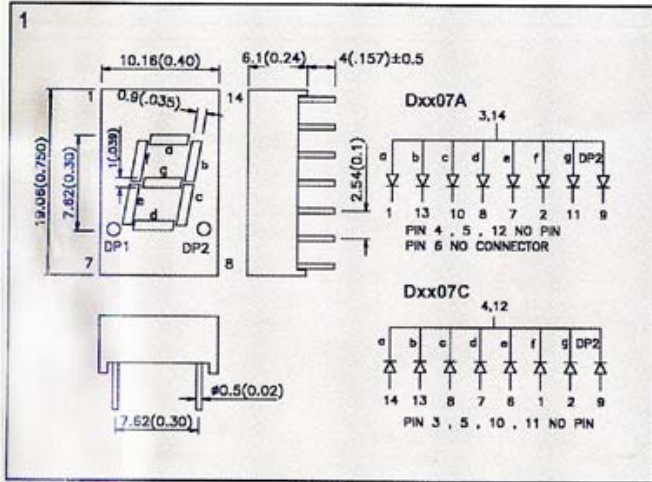 1
10.16(0.40)
6.1(0.24)
4(.157)±0.5
1
0.9(.035)
14
19.05(0.750)
7.62(0.30)
1(.039)
a
f
b
g
e
c
d
DP1
DP2
7
8
2.54(0.1)
ø0.5(0.02)
7.62(0.30)
Dxx07A
3,14
a b c d e f g DP2
1 13 10 8 7 2 11 9
PIN 4 , 5 , 12 NO PIN
PIN 6 NO CONNECTOR
Dxx07C
4,12
a b c d e f g DP2
14 13 8 7 6 1 2 9
PIN 3 , 5 , 10 , 11 NO PIN